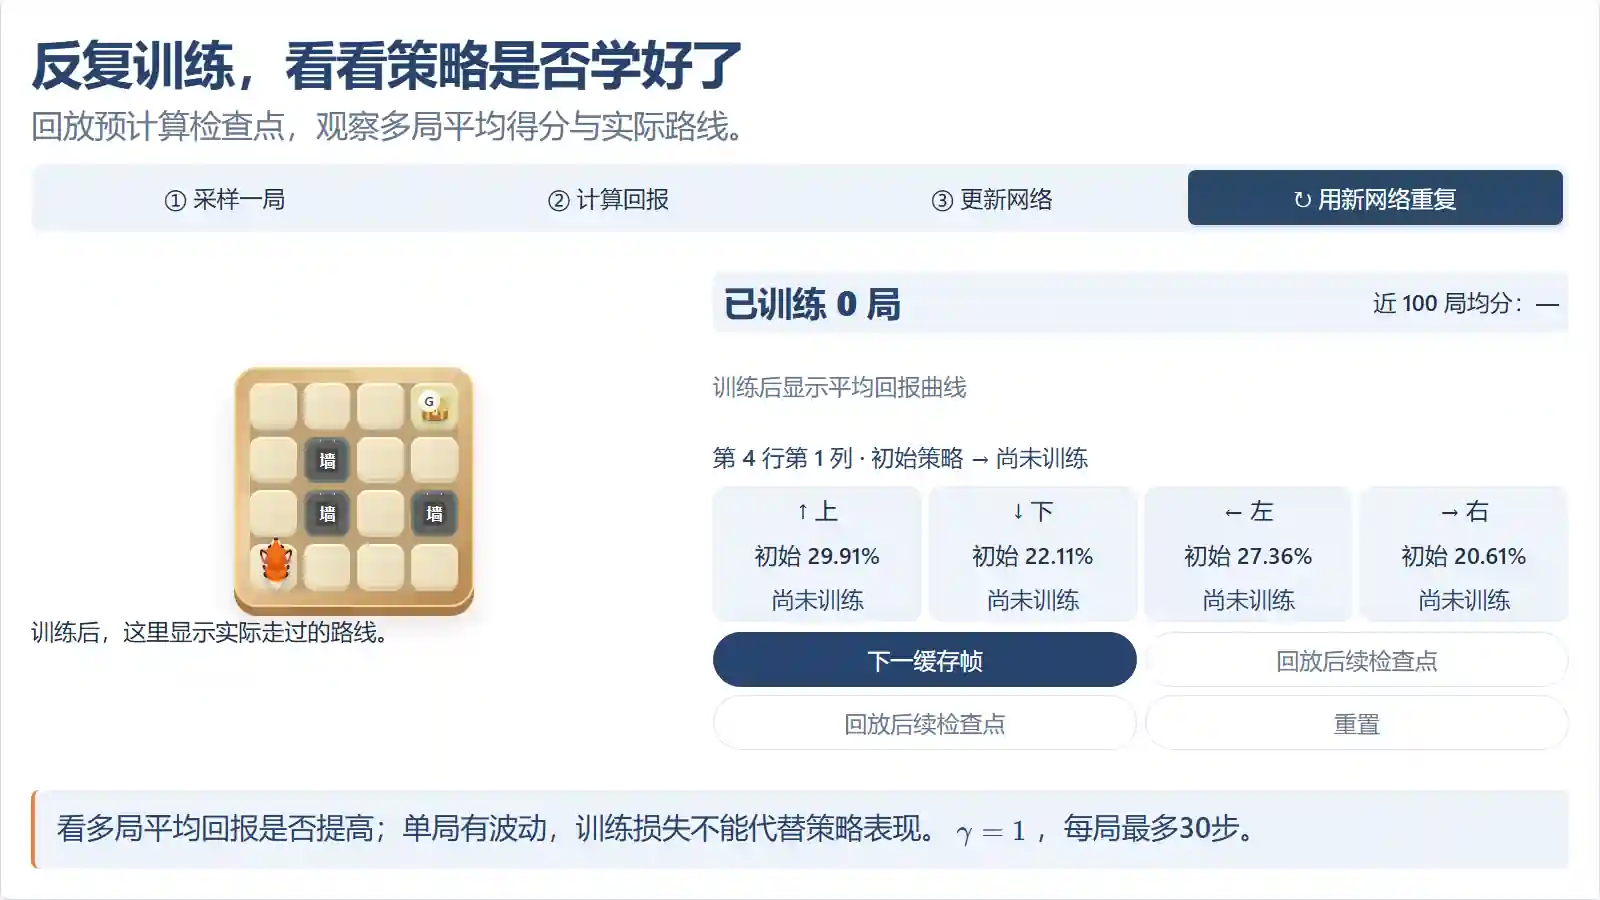 反复训练，看看策略是否学好了
回放预计算检查点，观察多局平均得分与实际路线。
① 采样一局
② 计算回报
③ 更新网络
↻ 用新网络重复
已训练 0 局
近 100 局均分：—
训练后显示平均回报曲线
G
墙
墙
墙
训练后，这里显示实际走过的路线。
第 4 行第 1 列 · 初始策略 → 尚未训练
↑ 上
初始 29.91%
尚未训练
↓ 下
初始 22.11%
尚未训练
← 左
初始 27.36%
尚未训练
→ 右
初始 20.61%
尚未训练
下一缓存帧
回放后续检查点
回放后续检查点
重置
看多局平均回报是否提高；单局有波动，训练损失不能代替策略表现。 γ = 1 ，每局最多30步。